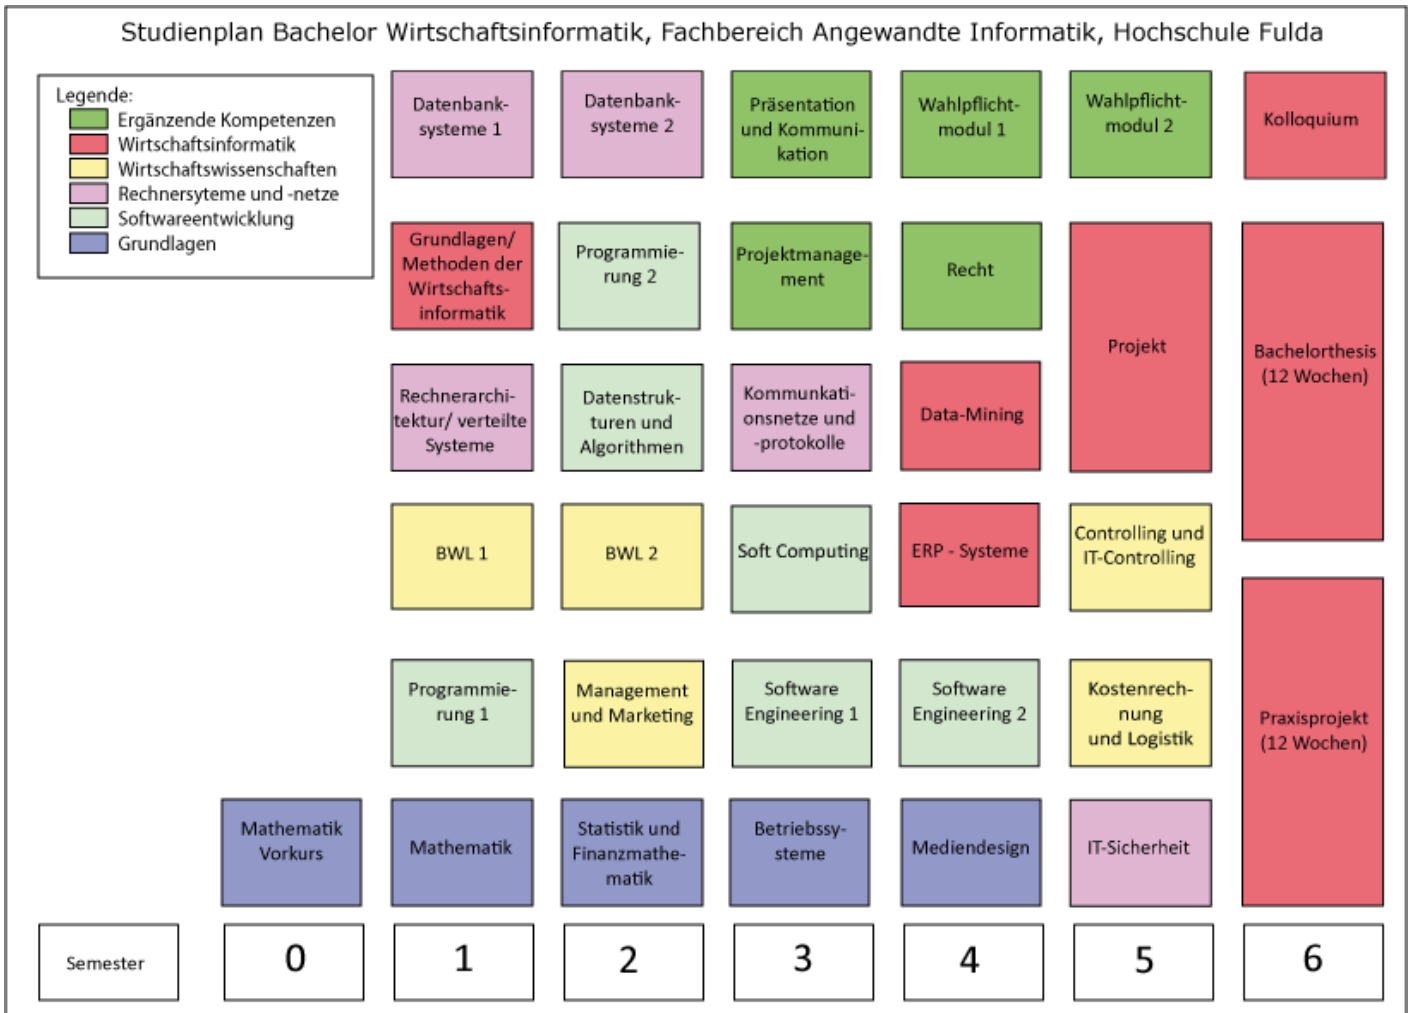 Studienplan Bachelor Wirtschaftsinformatik, Fachbereich Angewandte Informatik, Hochschule Fulda
Legende:
Ergänzende Kompetenzen
Wirtschaftsinformatik
Wirtschaftswissenschaften
Rechnersyteme und -netze
Softwareentwicklung
Grundlagen
Datenbank-
systeme 1
Datenbank-
systeme 2
Präsentation
und Kommuni-
kation
Wahlpflicht-
modul 1
Wahlpflicht-
modul 2
Kolloquium
Grundlagen/
Methoden der
Wirtschafts-
informatik
Programmie-
rung 2
Projektmanage-
ment
Recht
Projekt
Bachelorthesis
(12 Wochen)
Rechnerarchi-
tektur/ verteilte
Systeme
Datenstruk-
turen und
Algorithmen
Kommunkati-
onsnetze und
-protokolle
Data-Mining
BWL 1
BWL 2
Soft Computing
ERP - Systeme
Controlling und
IT-Controlling
Programmie-
rung 1
Management
und Marketing
Software
Engineering 1
Software
Engineering 2
Kostenrech-
nung
und Logistik
Praxisprojekt
(12 Wochen)
Mathematik
Vorkurs
Mathematik
Statistik und
Finanzmathe-
matik
Betriebssy-
steme
Mediendesign
IT-Sicherheit
Semester
0
1
2
3
4
5
6